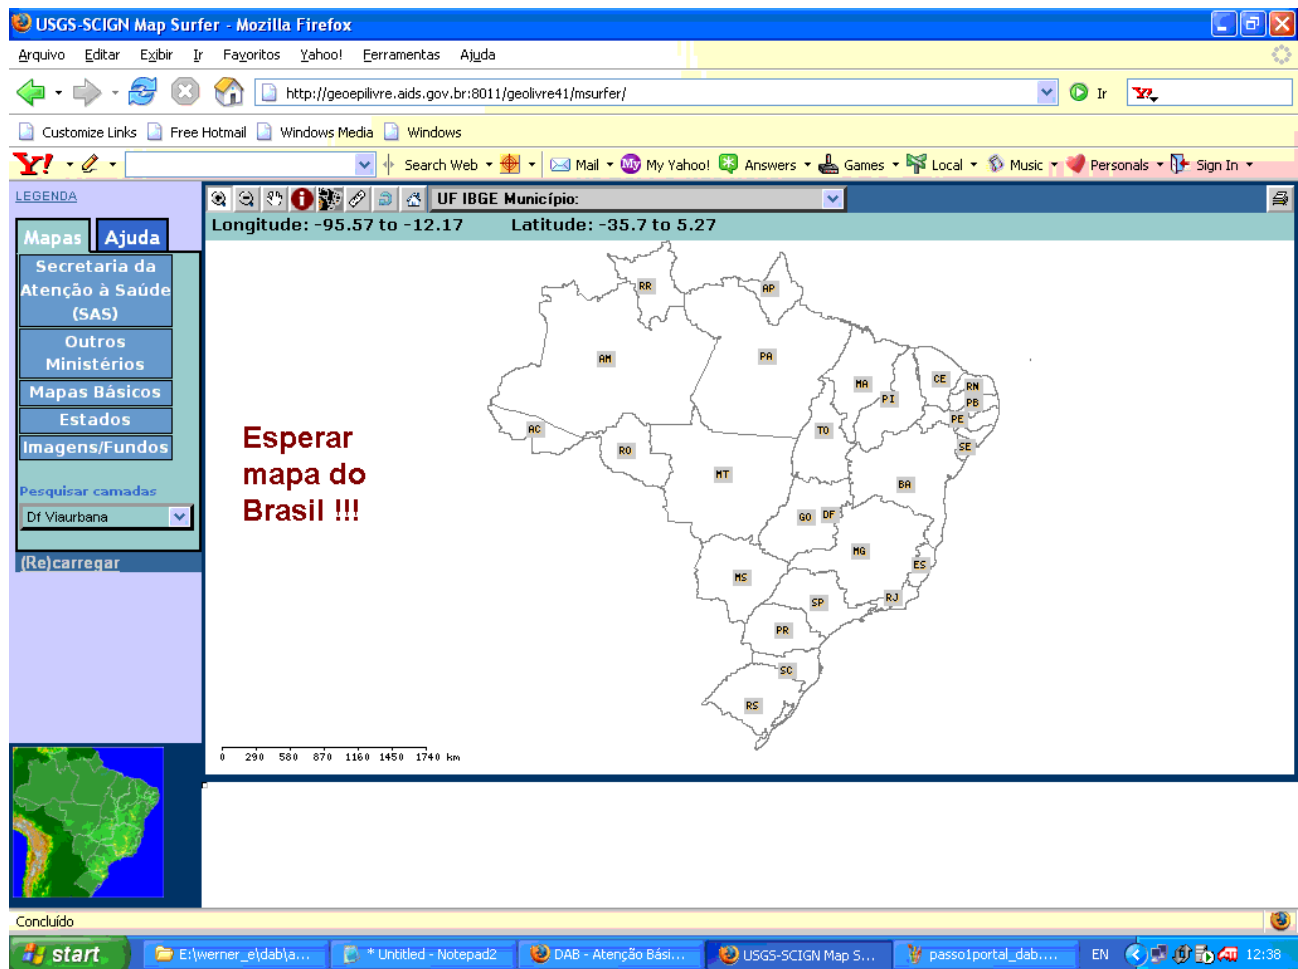 USGS-SCIGN Map Surfer - Mozilla Firefox
Arquivo Editar Exibir Ir Favoritos Yahoo! Ferramentas Ajuda
http://geoepilivre.aids.gov.br:8011/geolivre41/msurfer/ Ir Y!
Customize Links Free Hotmail Windows Media Windows
Y! Search Web Mail My My Yahoo! Answers Games Local Music Personals Sign In
LEGENDA
UF IBGE Município:
Longitude: -95.57 to -12.17 Latitude: -35.7 to 5.27
Mapas Ajuda
Secretaria da
Atenção à Saúde
(SAS)
Outros
Ministérios
Mapas Básicos
Estados
Imagens/Fundos
Pesquisar camadas
Df Viaurbana
(Re)carregar
Esperar
mapa do
Brasil !!!
RR
AP
AM
PA
MA
CE
RN
PI
PB
PE
AC
TO
RO
SE
MT
BA
GO
DF
MG
ES
MS
SP
RJ
PR
SC
RS
0 290 580 870 1160 1450 1740 km
Concluído
start E:\werner_e\dab\a... * Untitled - Notepad2 DAB - Atenção Bási... USGS-SCIGN Map S... passo1portal_dab.... EN 12:38